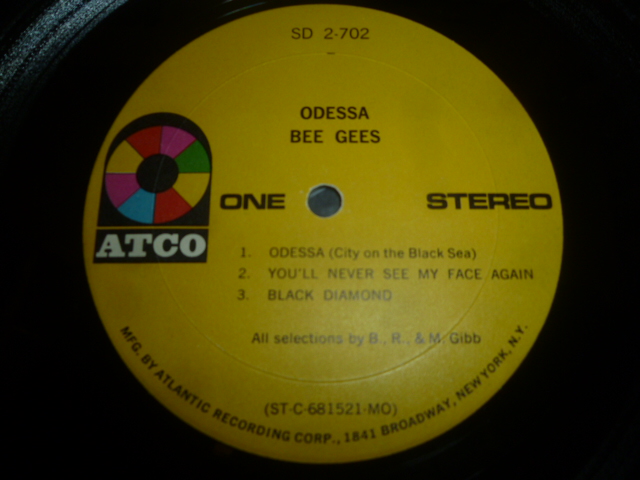 SD 2-702
ODESSA
BEE GEES
ONE
STEREO
ATCO
1. ODESSA (City on the Black Sea)
2. YOU'LL NEVER SEE MY FACE AGAIN
3. BLACK DIAMOND
All selections by B., R., & M. Gibb
(ST-C-681521-MO)
MFG. BY ATLANTIC RECORDING CORP., 1841 BROADWAY, NEW YORK, N.Y.